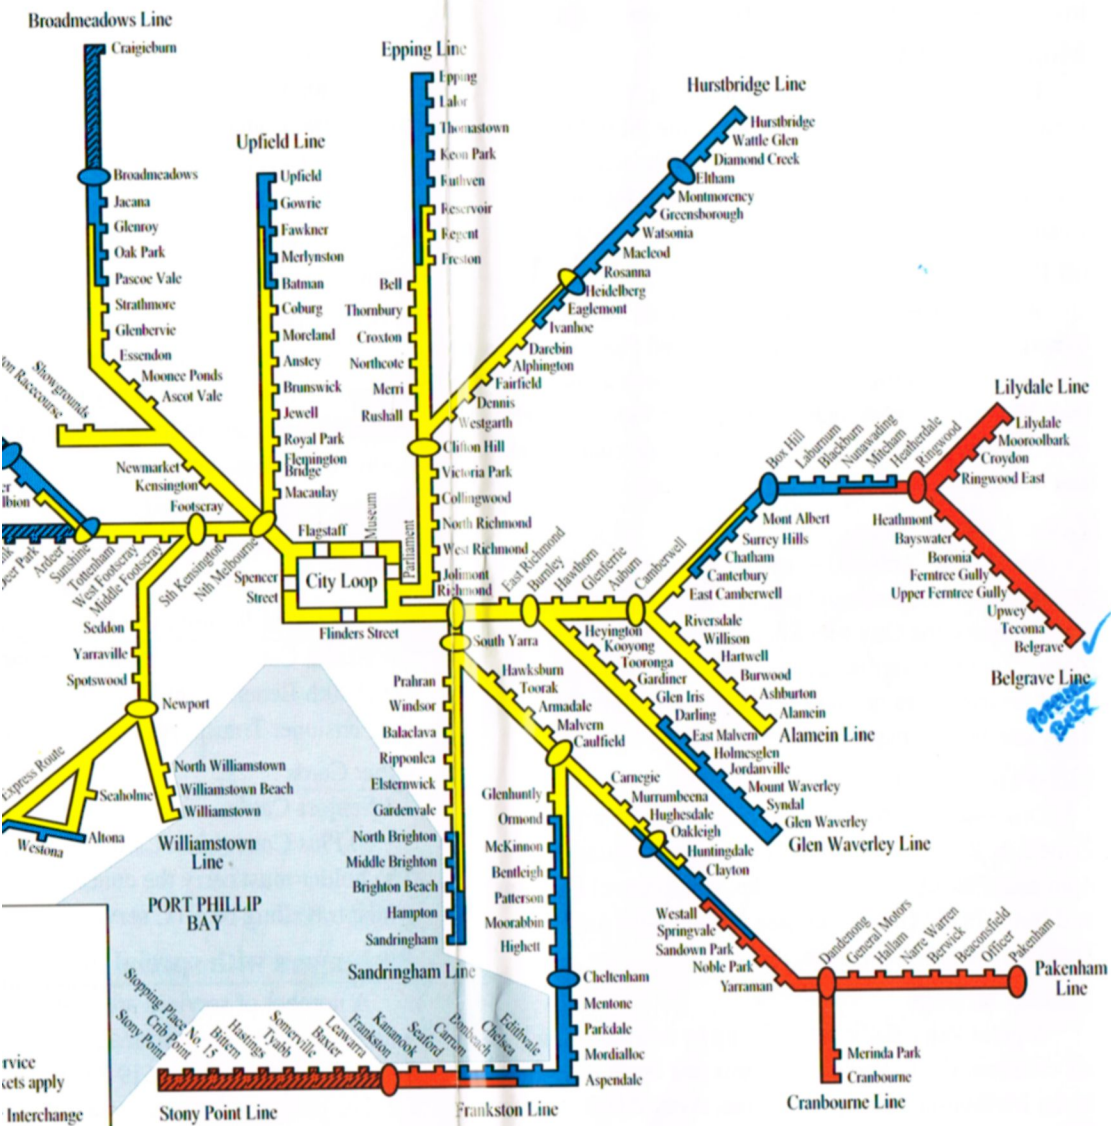 Broadmeadows Line
Craigieburn
Broadmeadows
Jacana
Glenroy
Oak Park
Pascoe Vale
Strathmore
Glenbervie
Essendon
Moonee Ponds
Ascot Vale
Showgrounds
Racecourse
Newmarket
Kensington
Upfield Line
Upfield
Gowrie
Fawkner
Merlynston
Batman
Coburg
Moreland
Anstey
Brunswick
Jewell
Royal Park
Flemington
Bridge
Macaulay
Epping Line
Epping
Lalor
Thomastown
Keon Park
Ruthven
Reservoir
Regent
Preston
Bell
Thornbury
Croxton
Northcote
Merri
Rushall
Clifton Hill
Victoria Park
Collingwood
North Richmond
West Richmond
Jolimont
Hurstbridge Line
Hurstbridge
Wattle Glen
Diamond Creek
Eltham
Montmorency
Greensborough
Watsonia
Macleod
Rosanna
Heidelberg
Eaglemont
Ivanhoe
Darebin
Alphington
Fairfield
Dennis
Westgarth
Ardeer
Sunshine
Tottenham
West Footscray
Middle Footscray
Footscray
Sth Kensington
Nth Melbourne
Flagstaff
Museum
Parliament
City Loop
Spencer
Street
Flinders Street
Richmond
East Richmond
Burnley
Hawthorn
Glenferrie
Auburn
Camberwell
East Camberwell
Canterbury
Chatham
Surrey Hills
Mont Albert
Box Hill
Laburnum
Blackburn
Nunawading
Mitcham
Heatherdale
Ringwood
Lilydale Line
Lilydale
Mooroolbark
Croydon
Ringwood East
Heathmont
Bayswater
Boronia
Ferntree Gully
Upper Ferntree Gully
Upwey
Tecoma
Belgrave
Belgrave Line
Riversdale
Willison
Hartwell
Burwood
Ashburton
Alamein
Alamein Line
Heyington
Kooyong
Tooronga
Gardiner
Glen Iris
Darling
East Malvern
Holmesglen
Jordanville
Mount Waverley
Syndal
Glen Waverley
Glen Waverley Line
South Yarra
Hawksburn
Toorak
Armadale
Malvern
Caulfield
Carnegie
Murrumbeena
Hughesdale
Oakleigh
Huntingdale
Clayton
Westall
Springvale
Sandown Park
Noble Park
Yarraman
Dandenong
General Motors
Hallam
Narre Warren
Berwick
Beaconsfield
Officer
Pakenham
Pakenham
Line
Merinda Park
Cranbourne
Cranbourne Line
Prahran
Windsor
Balaclava
Ripponlea
Elsternwick
Gardenvale
North Brighton
Middle Brighton
Brighton Beach
Hampton
Sandringham
Sandringham Line
Glenhuntly
Ormond
McKinnon
Bentleigh
Patterson
Moorabbin
Highett
Cheltenham
Mentone
Parkdale
Mordialloc
Aspendale
Edithvale
Chelsea
Bonbeach
Carrum
Seaford
Kananook
Frankston
Leawarra
Baxter
Somerville
Tyabb
Hastings
Bittern
Stopping Place No. 15
Crib Point
Stony Point
Stony Point Line
Frankston Line
Seddon
Yarraville
Spotswood
Newport
North Williamstown
Williamstown Beach
Williamstown
Williamstown
Line
Express Route
Seaholme
Altona
Westona
PORT PHILLIP
BAY
Interchange